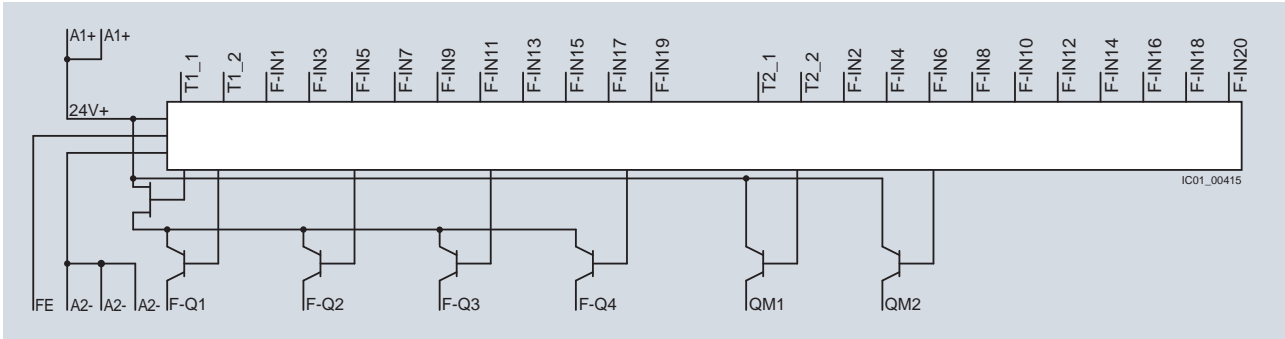 A1+ A1+
T1_1 T1_2 F-IN1 F-IN3 F-IN5 F-IN7 F-IN9 F-IN11 F-IN13 F-IN15 F-IN17 F-IN19 T2_1 T2_2 F-IN2 F-IN4 F-IN6 F-IN8 F-IN10 F-IN12 F-IN14 F-IN16 F-IN18 F-IN20
24V+
IC01_00415
FE A2- A2- A2- F-Q1 F-Q2 F-Q3 F-Q4 QM1 QM2